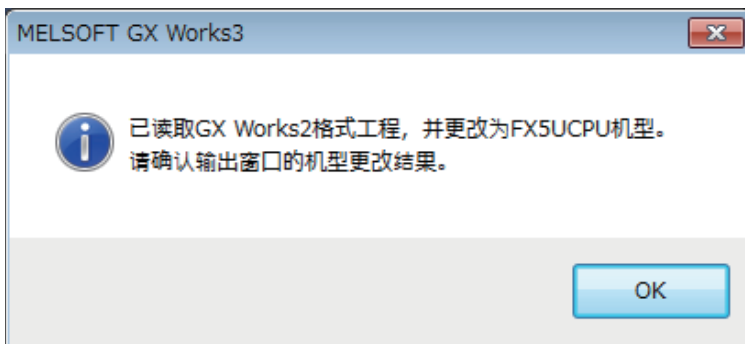 MELSOFT GX Works3
已读取GX Works2格式工程，并更改为FX5UCPU机型。
请确认输出窗口的机型更改结果。
OK